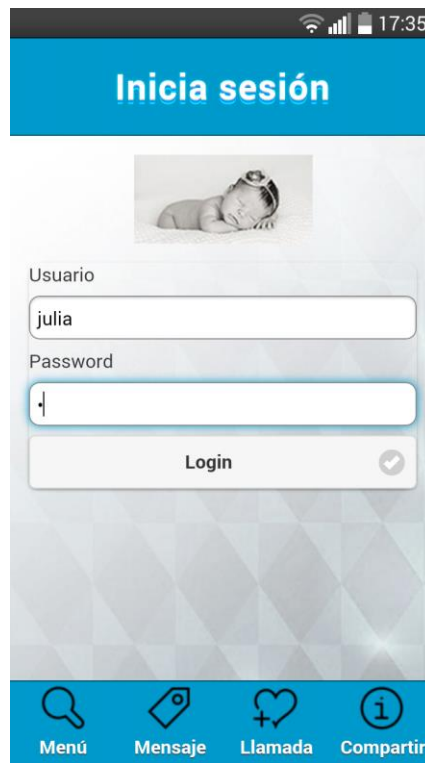 17:35
Inicia sesión
Usuario
julia
Password
•
Login
Menú Mensaje Llamada Compartir